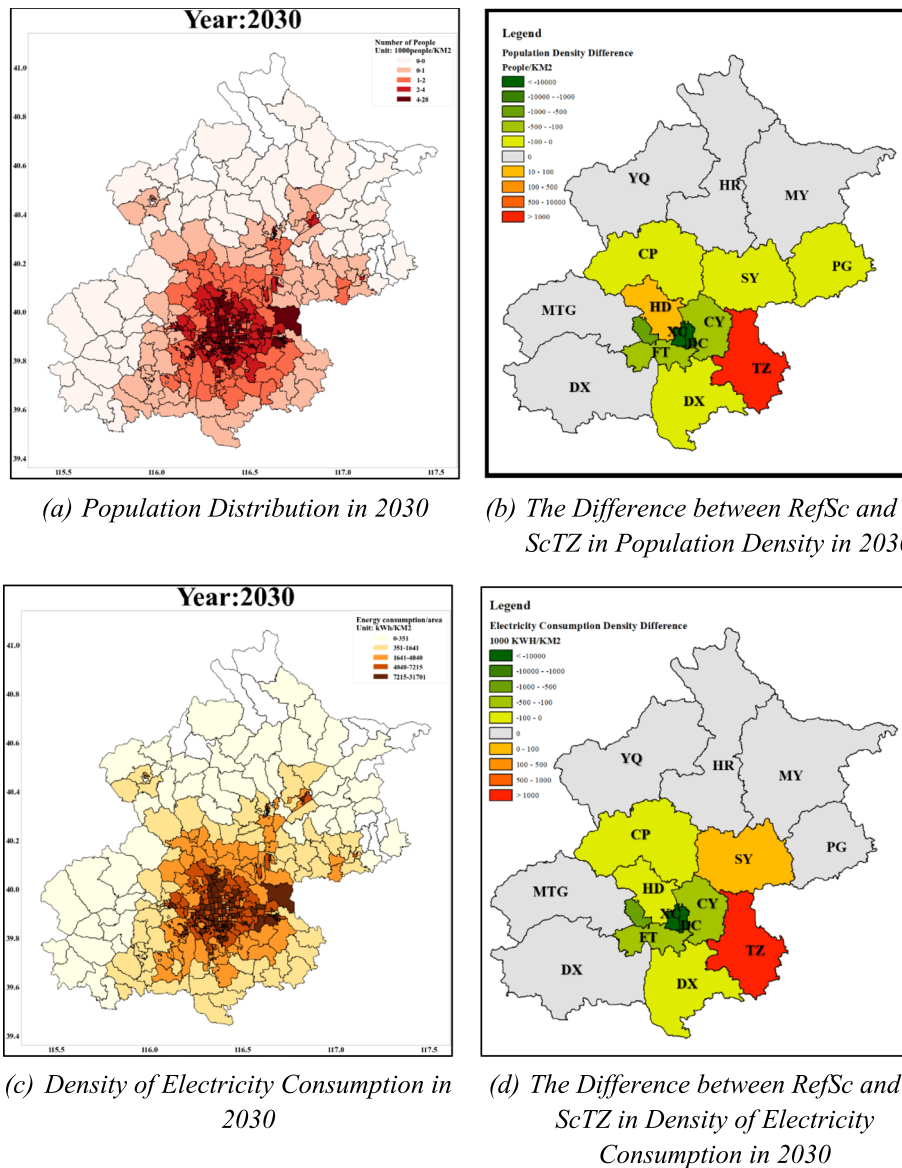 Year:2030
Number of People
Unit: 1000people/KM2
0-0
0-1
1-2
2-4
4-28
41.0
40.8
40.6
40.4
40.2
40.0
39.8
39.6
39.4
115.5 116.0 116.5 117.0 117.5
(a) Population Distribution in 2030
Legend
Population Density Difference
People/KM2
< -10000
-10000 - -1000
-1000 - -500
-500 - -100
-100 - 0
0
10 - 100
100 - 500
500 - 10000
> 1000
YQ
HR
MY
CP
SY
PG
MTG
HD
XC
CY
DC
FT
TZ
DX
DX
(b) The Difference between RefSc and
ScTZ in Population Density in 2030
Year:2030
Energy consumption/area
Unit: kWh/KM2
0-351
351-1641
1641-4040
4040-7215
7215-31701
41.0
40.8
40.6
40.4
40.2
40.0
39.8
39.6
39.4
115.5 116.0 116.5 117.0 117.5
(c) Density of Electricity Consumption in
2030
Legend
Electricity Consumption Density Difference
1000 KWH/KM2
< -10000
-10000 - -1000
-1000 - -500
-500 - -100
-100 - 0
0
0 - 100
100 - 500
500 - 1000
> 1000
YQ
HR
MY
CP
SY
PG
MTG
HD
XC
CY
DC
FT
TZ
DX
DX
(d) The Difference between RefSc and
ScTZ in Density of Electricity
Consumption in 2030